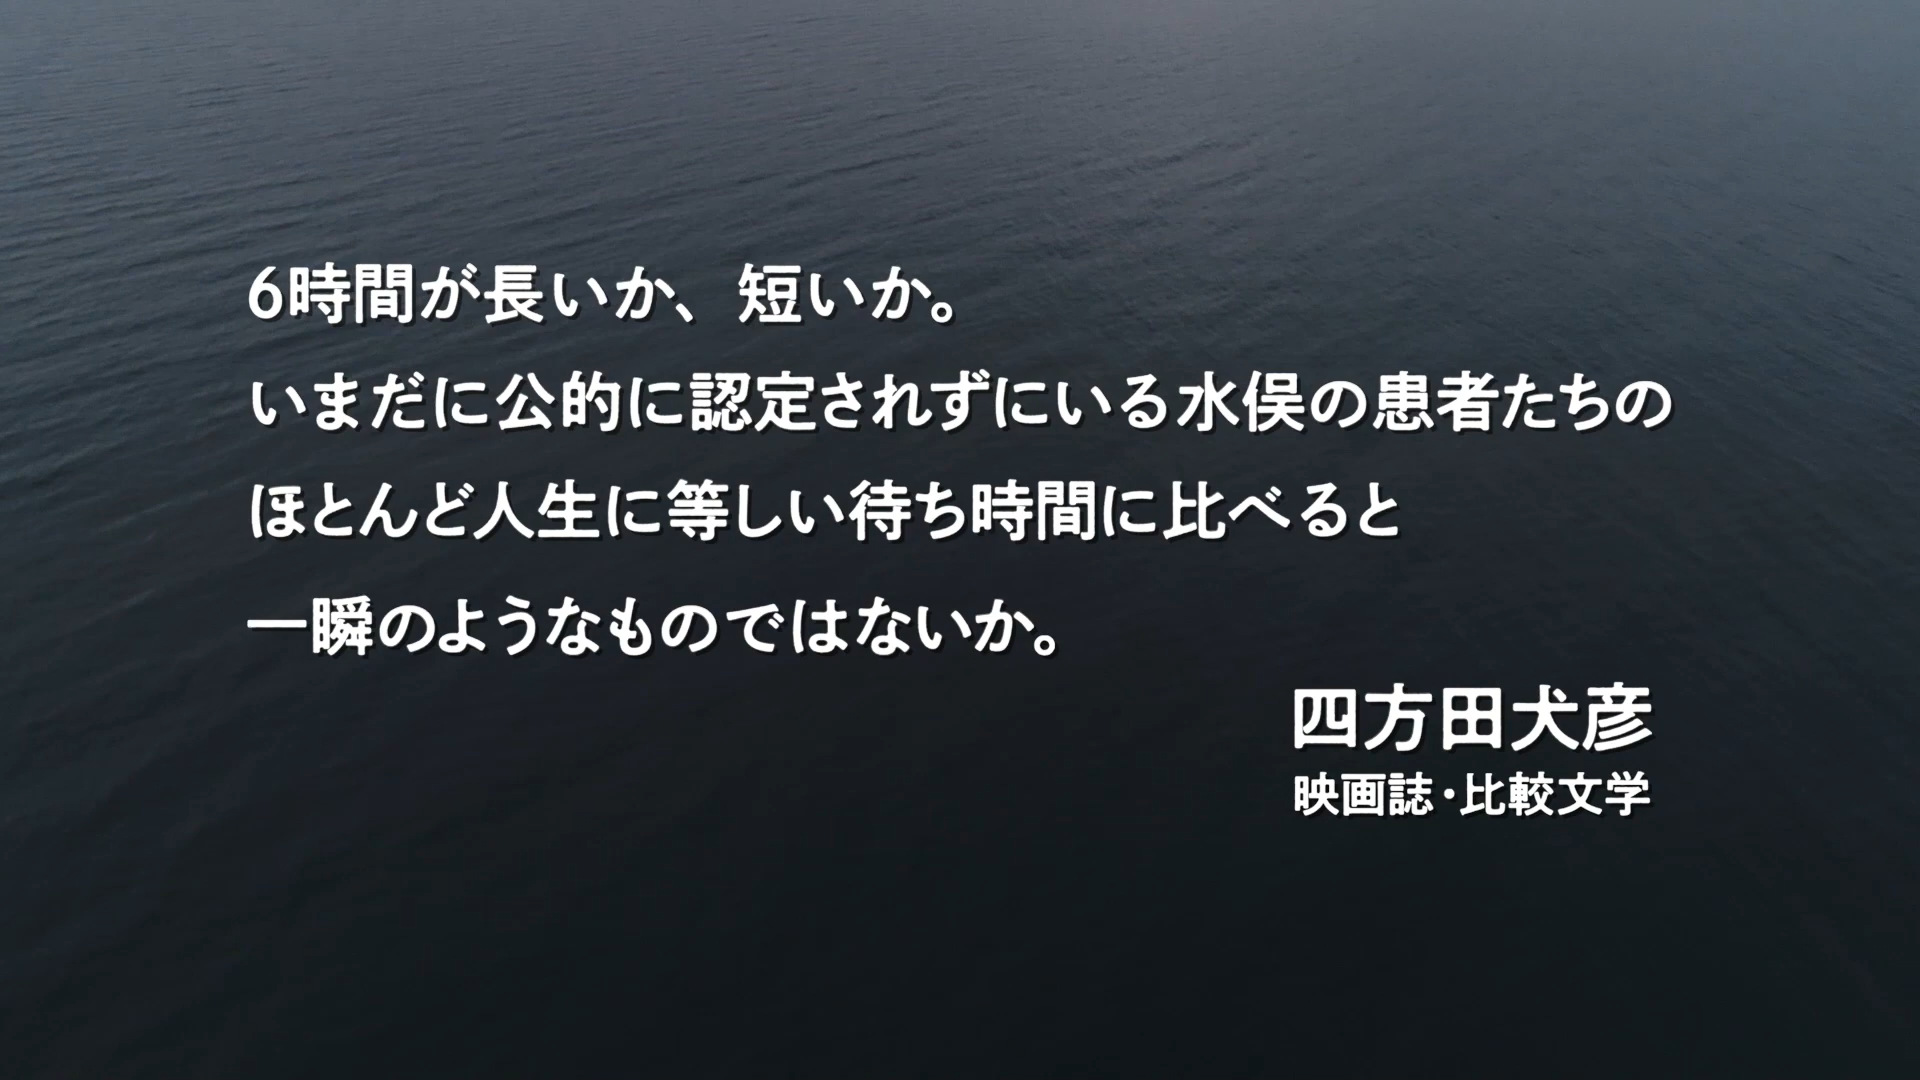 6時間が長いか、短いか。
いまだに公的に認定されずにいる水俣の患者たちの
ほとんど人生に等しい待ち時間に比べると
一瞬のようなものではないか。
四方田犬彦
映画誌・比較文学